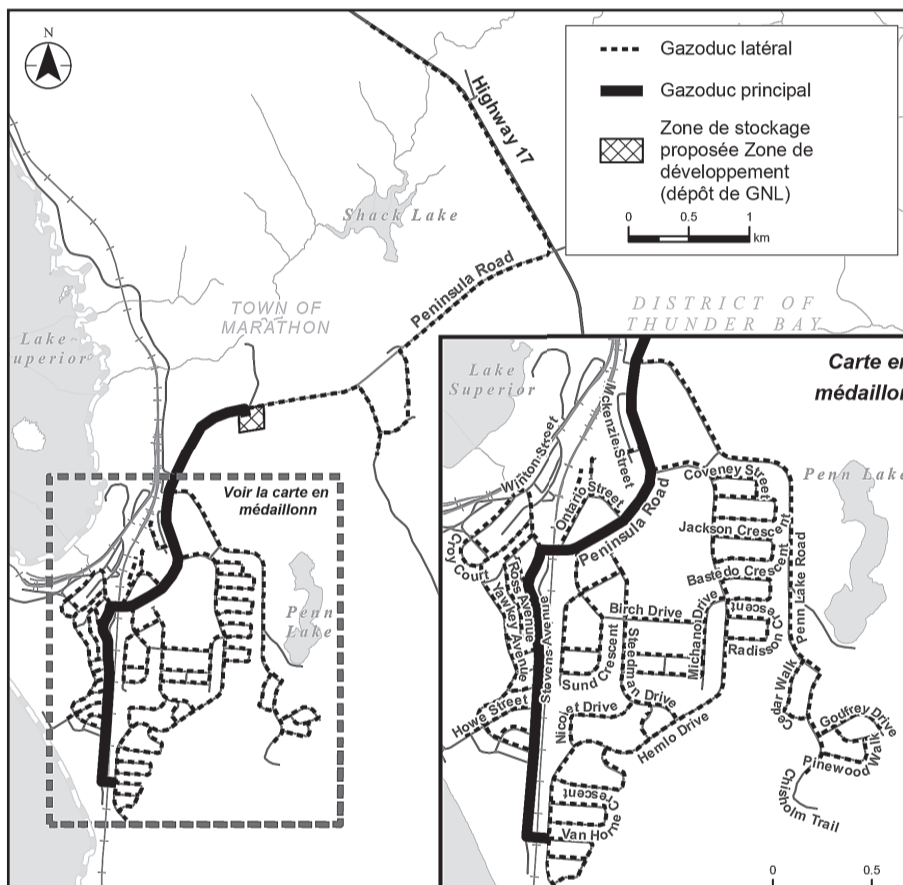 N
Gazoduc latéral
Gazoduc principal
Zone de stockage
proposée Zone de
développement
(dépôt de GNL)
0 0.5 1
km
Highway 17
Shack Lake
Peninsula Road
TOWN OF
MARATHON
DISTRICT OF
THUNDER BAY
Lake
uperior
Voir la carte en
médaillonn
Penn
Lake
Carte en
médaillon
Lake
Superior
Mckenzie Street
Winton Street
Ontario Street
Peninsula Road
Coveney Street
Penn Lake
Jackson Crescent
Croy Court
Ross Avenue
Yawkey Avenue
Bastedo Crescent
Penn Lake Road
Birch Drive
Michano Drive
Radisson Crescent
Stevens Avenue
Sund Crescent
Steedman Drive
Cedar Walk
Howe Street
Nicolet Drive
Hemlo Drive
Godfrey Drive
Pinewood Walk
Chisholm Trail
Van Horne Crescent
0 0.5